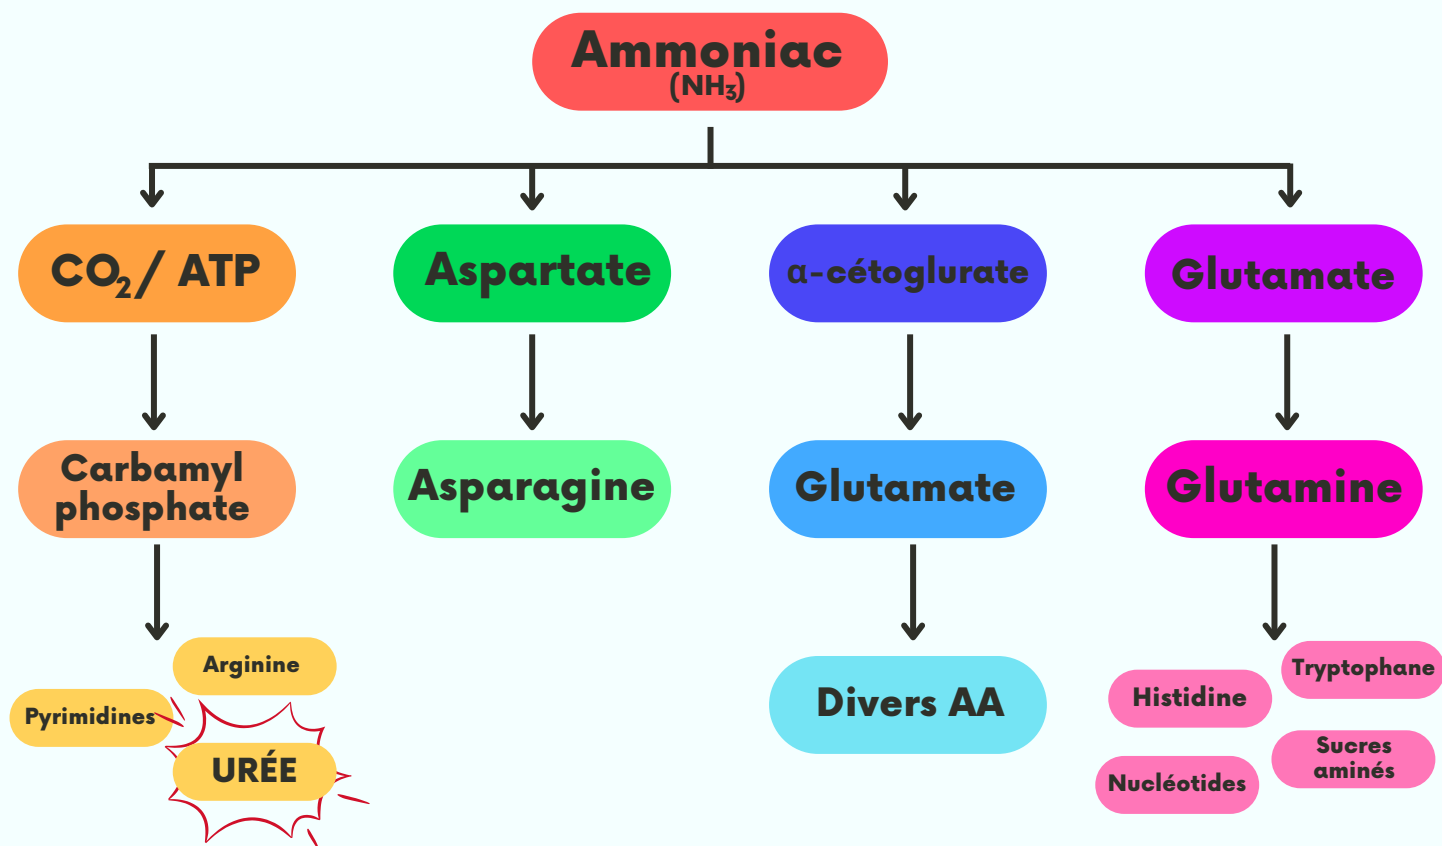 Ammoniac
(NH₃)
CO₂/ ATP
Aspartate
α-cétoglurate
Glutamate
Carbamyl
phosphate
Asparagine
Glutamate
Glutamine
Arginine
Pyrimidines
URÉE
Divers AA
Tryptophane
Histidine
Sucres
aminés
Nucléotides